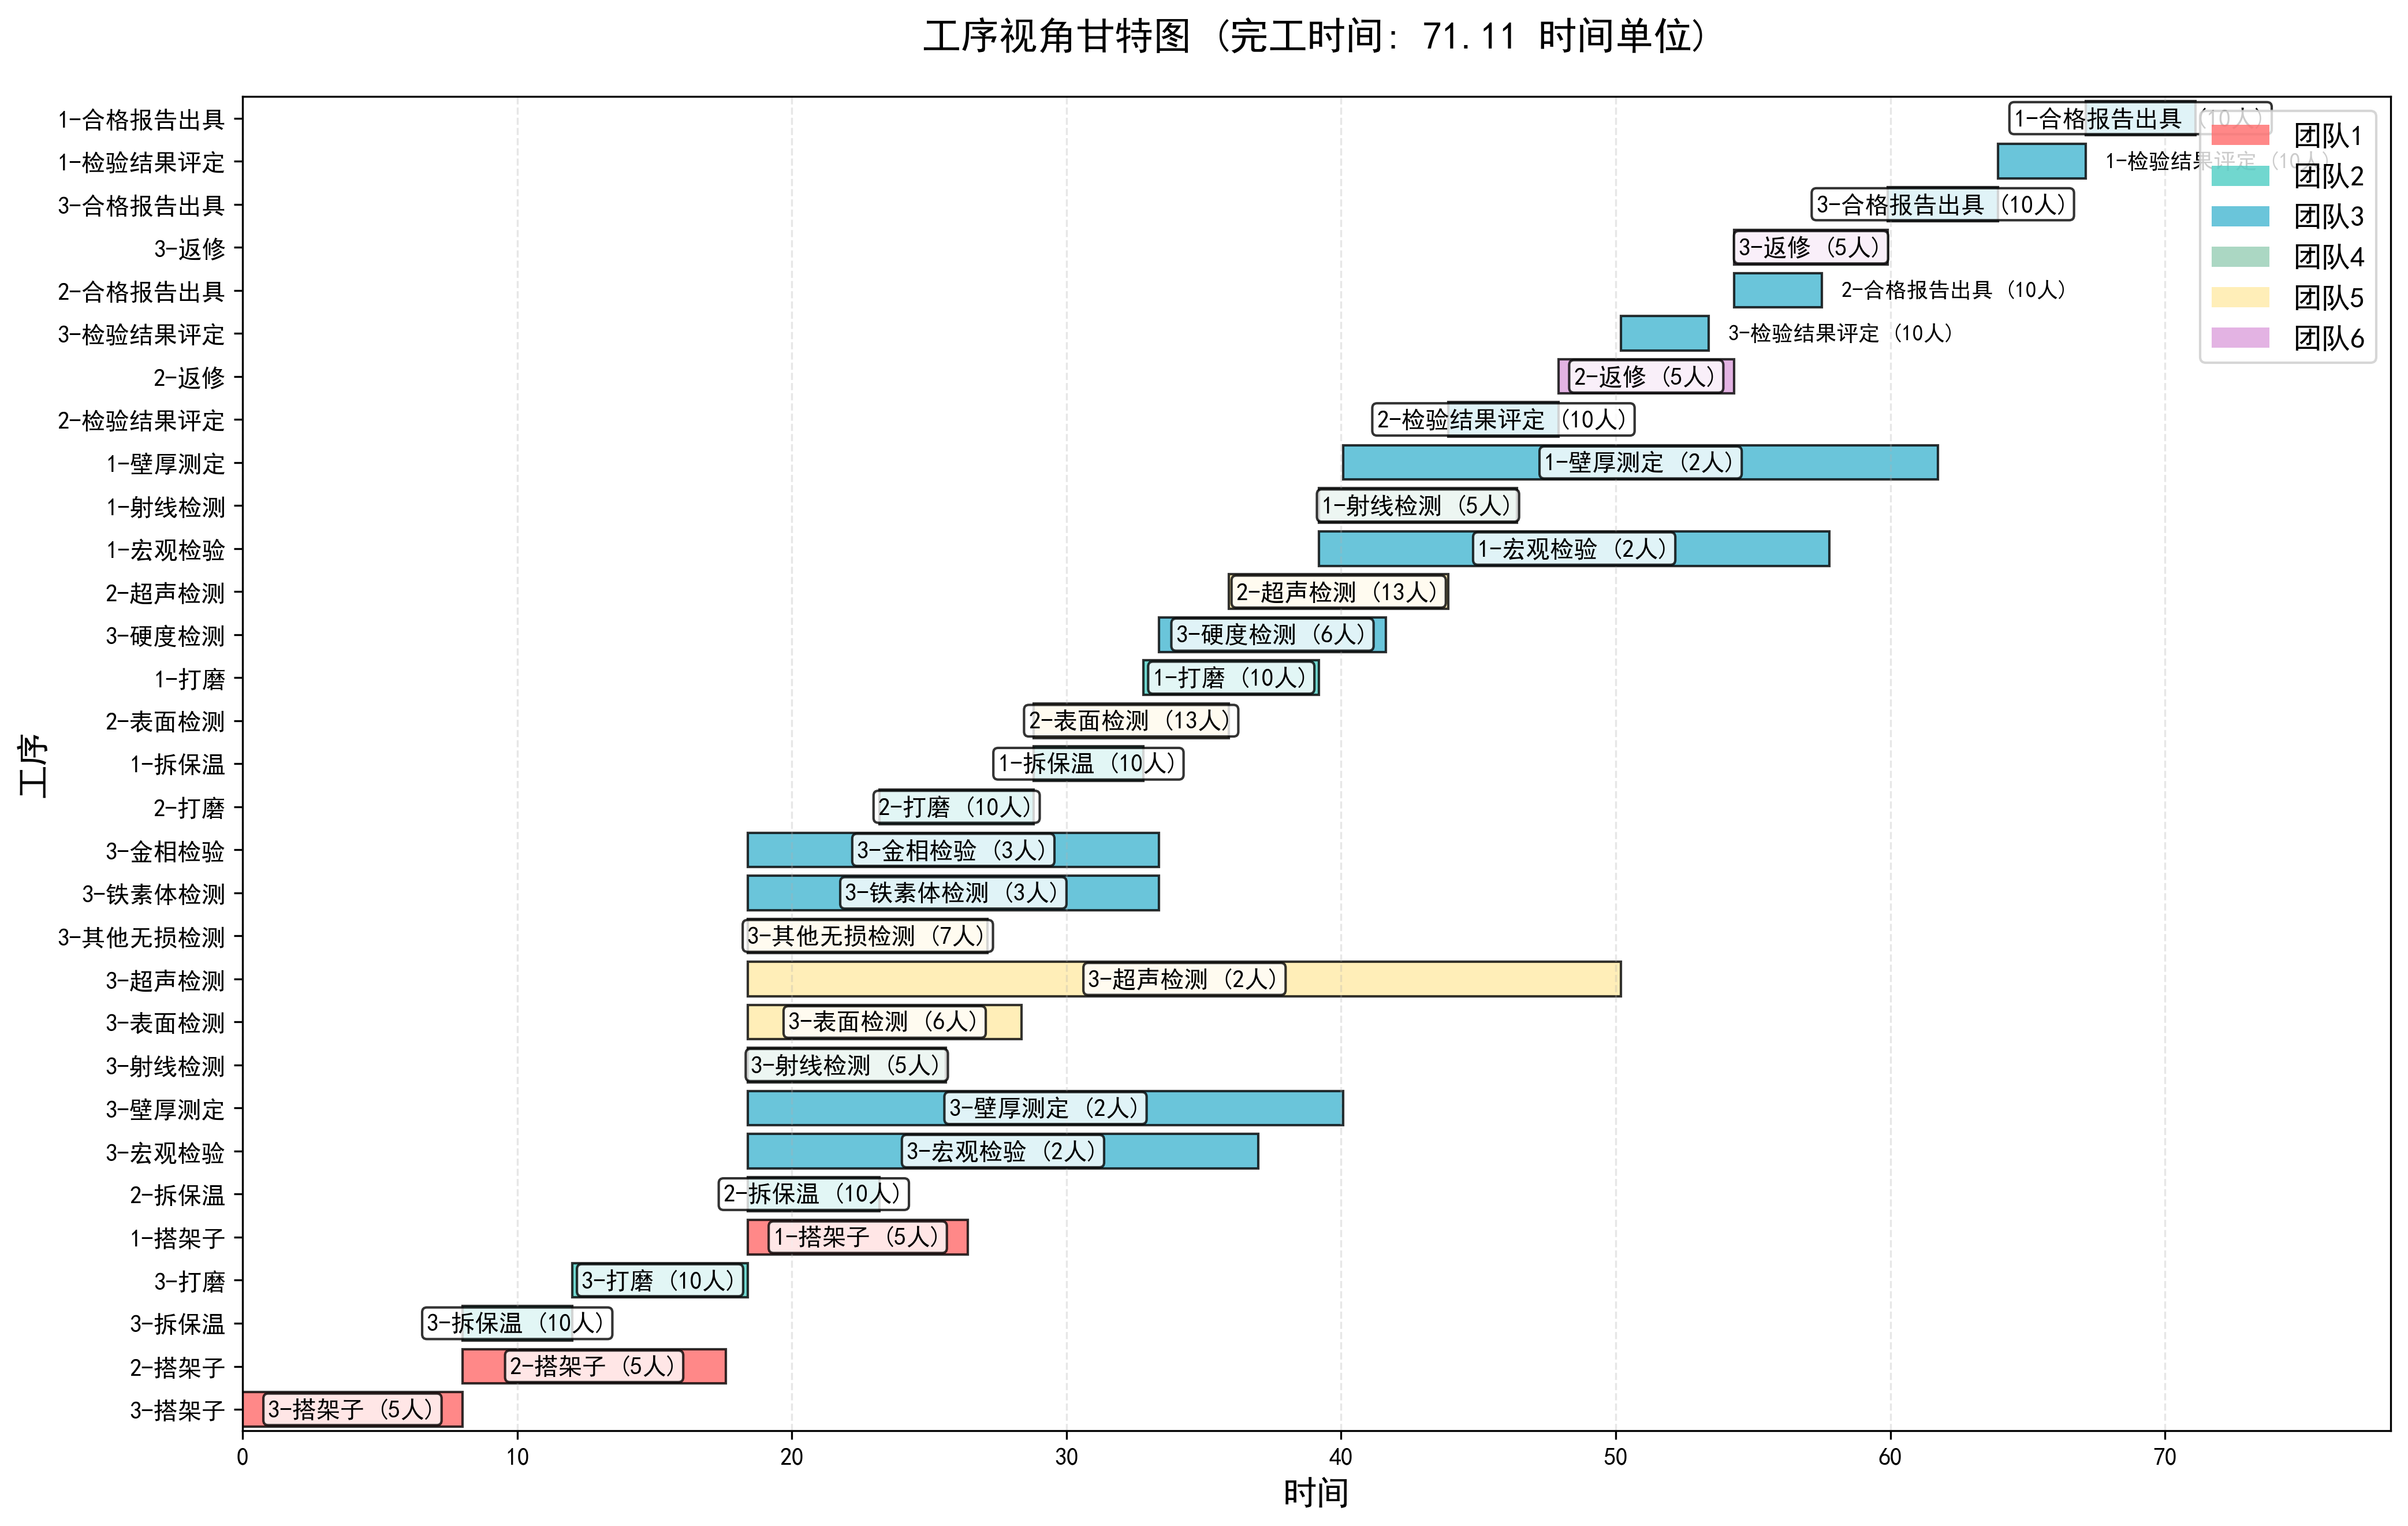 工序视角甘特图 (完工时间: 71.11 时间单位)
工序
1-合格报告出具
1-检验结果评定
3-合格报告出具
3-返修
2-合格报告出具
3-检验结果评定
2-返修
2-检验结果评定
1-壁厚测定
1-射线检测
1-宏观检验
2-超声检测
3-硬度检测
1-打磨
2-表面检测
1-拆保温
2-打磨
3-金相检验
3-铁素体检测
3-其他无损检测
3-超声检测
3-表面检测
3-射线检测
3-壁厚测定
3-宏观检验
2-拆保温
1-搭架子
3-打磨
3-拆保温
2-搭架子
3-搭架子
1-合格报告出具 (10人)
1-检验结果评定 (10人)
3-合格报告出具 (10人)
3-返修 (5人)
2-合格报告出具 (10人)
3-检验结果评定 (10人)
2-返修 (5人)
2-检验结果评定 (10人)
1-壁厚测定 (2人)
1-射线检测 (5人)
1-宏观检验 (2人)
2-超声检测 (13人)
3-硬度检测 (6人)
1-打磨 (10人)
2-表面检测 (13人)
1-拆保温 (10人)
2-打磨 (10人)
3-金相检验 (3人)
3-铁素体检测 (3人)
3-其他无损检测 (7人)
3-超声检测 (2人)
3-表面检测 (6人)
3-射线检测 (5人)
3-壁厚测定 (2人)
3-宏观检验 (2人)
2-拆保温 (10人)
1-搭架子 (5人)
3-打磨 (10人)
3-拆保温 (10人)
2-搭架子 (5人)
3-搭架子 (5人)
团队1
团队2
团队3
团队4
团队5
团队6
0 10 20 30 40 50 60 70
时间